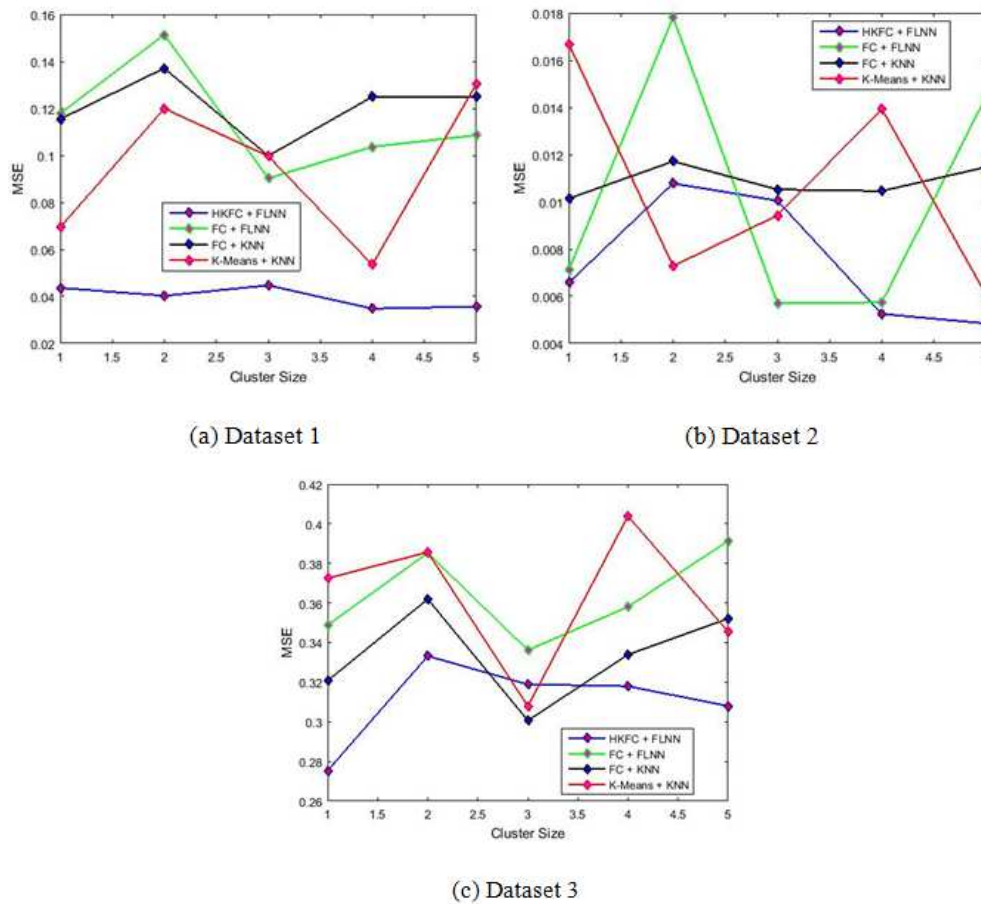 0.16
0.14
0.12
0.1
0.08
0.06
0.04
0.02
MSE
HKFC + FLNN
FC + FLNN
FC + KNN
K-Means + KNN
1 1.5 2 2.5 3 3.5 4 4.5 5
Cluster Size
(a) Dataset 1
0.018
0.016
0.014
0.012
0.010
0.008
0.006
0.004
MSE
HKFC + FLNN
FC + FLNN
FC + KNN
K-Means + KNN
1 1.5 2 2.5 3 3.5 4 4.5
Cluster Size
(b) Dataset 2
0.42
0.4
0.38
0.36
0.34
0.32
0.3
0.28
0.26
MSE
HKFC + FLNN
FC + FLNN
FC + KNN
K-Means + KNN
1 1.5 2 2.5 3 3.5 4 4.5 5
Cluster Size
(c) Dataset 3